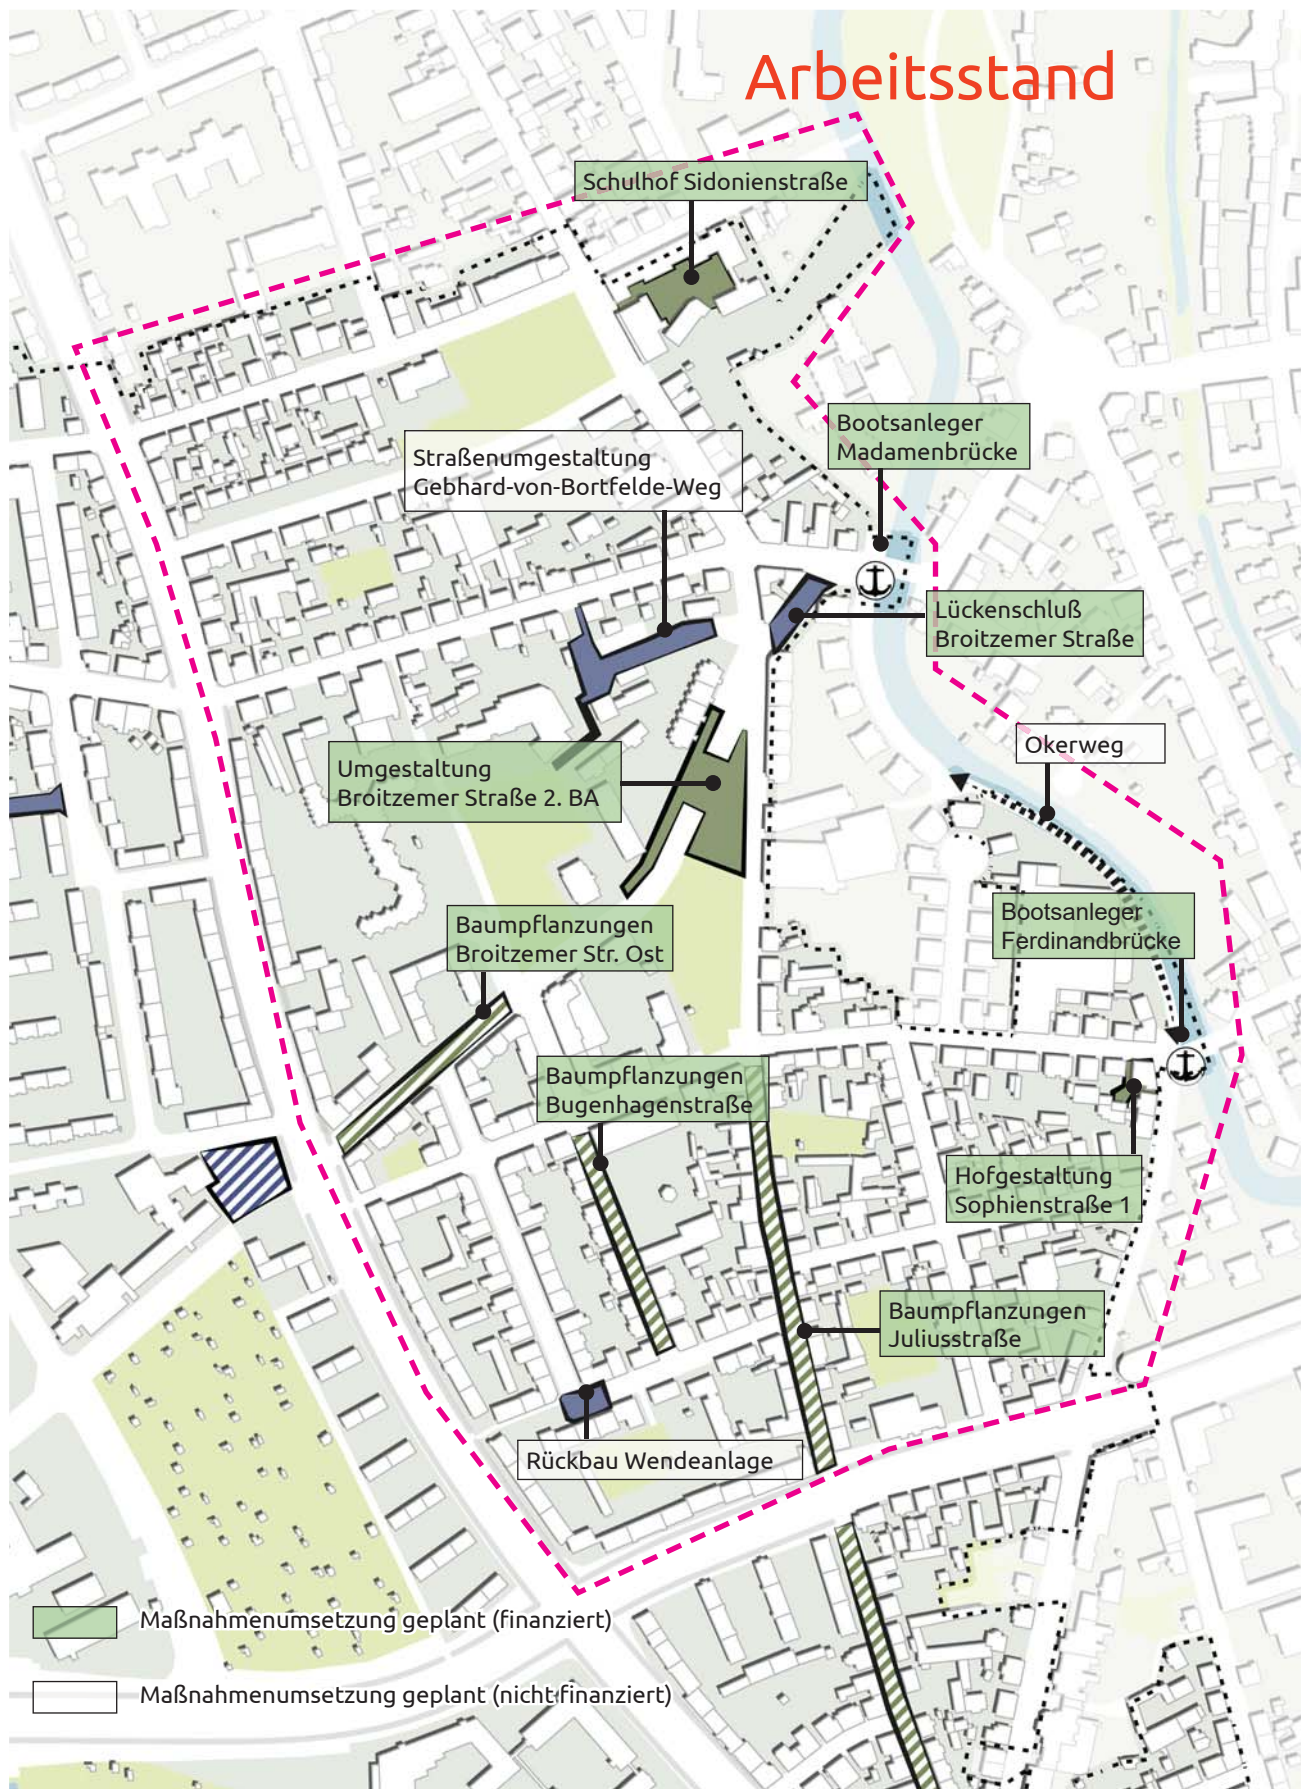 Arbeitsstand
Schulhof Sidonienstraße
Bootsanleger
Madamenbrücke
Straßenumgestaltung
Gebhard-von-Bortfelde-Weg
Lückenschluß
Broitzemer Straße
Okerweg
Umgestaltung
Broitzemer Straße 2. BA
Bootsanleger
Ferdinandbrücke
Baumpflanzungen
Broitzemer Str. Ost
Baumpflanzungen
Bugenhagenstraße
Hofgestaltung
Sophienstraße 1
Baumpflanzungen
Juliusstraße
Rückbau Wendeanlage
Maßnahmenumsetzung geplant (finanziert)
Maßnahmenumsetzung geplant (nicht finanziert)